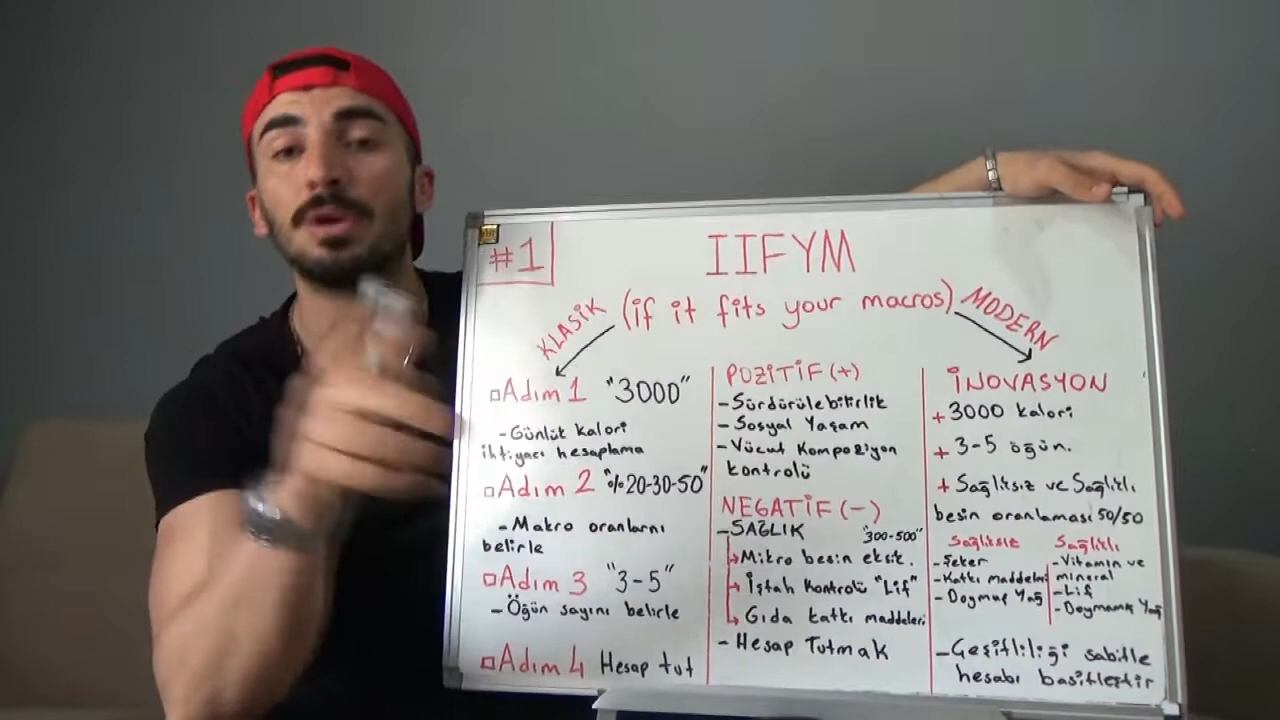 #1
IIFYM
(if it fits your macros)
KLASİK
MODERN
Adım 1 "3000"
- Günlük kalori
ihtiyacı hesaplama
Adım 2 "%20-30-50"
- Makro oranlarını
belirle
Adım 3 "3-5"
- Öğün sayını belirle
Adım 4 Hesap tut
POZİTİF (+)
- Sürdürülebilirlik
- Sosyal Yaşam
- Vücut Kompozisyon
kontrolü
NEGATİF (-)
- SAĞLIK "300-500"
Mikro besin eksik.
İştah kontrolü "Lif"
Gıda katkı maddeleri
- Hesap Tutmak
İNOVASYON
+ 3000 kalori
+ 3-5 öğün.
+ Sağlıksız ve Sağlıklı
besin oranlaması 50/50
Sağlıksız
- Şeker
- Katkı maddeleri
- Doymuş Yağ
Sağlıklı
- Vitamin ve
mineral
- Lif
- Doymamış Yağ
- Çeşitliliği sabitle
hesabı basitleştir